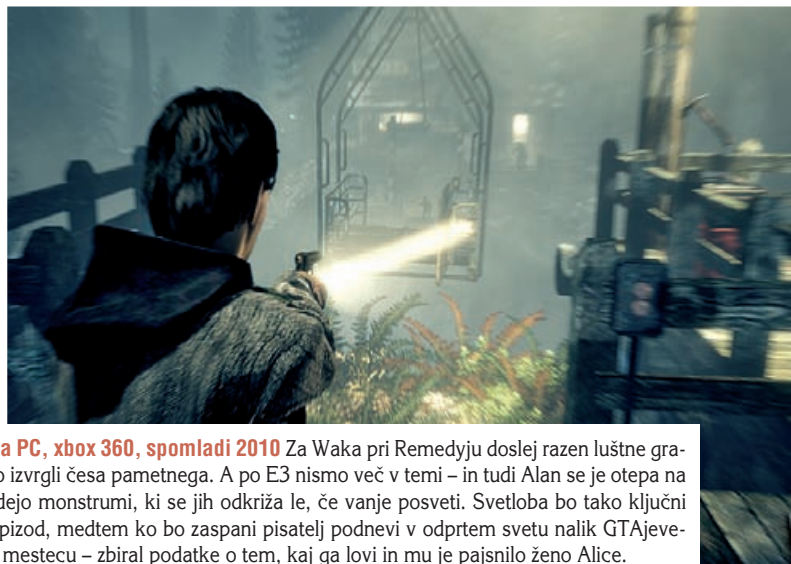 a PC, xbox 360, spomladi 2010 Za Waka pri Remedyju doslej razen luštne gra-
o izvrgli česa pametnega. A po E3 nismo več v temi – in tudi Alan se je otepa na
dejo monstrumi, ki se jih odkriža le, če vanje posveti. Svetloba bo tako ključni
pizod, medtem ko bo zaspani pisatelj podnevi v odprtem svetu nalik GTAjeve-
mestecu – zbiral podatke o tem, kaj ga lovi in mu je pajsnilo ženo Alice.